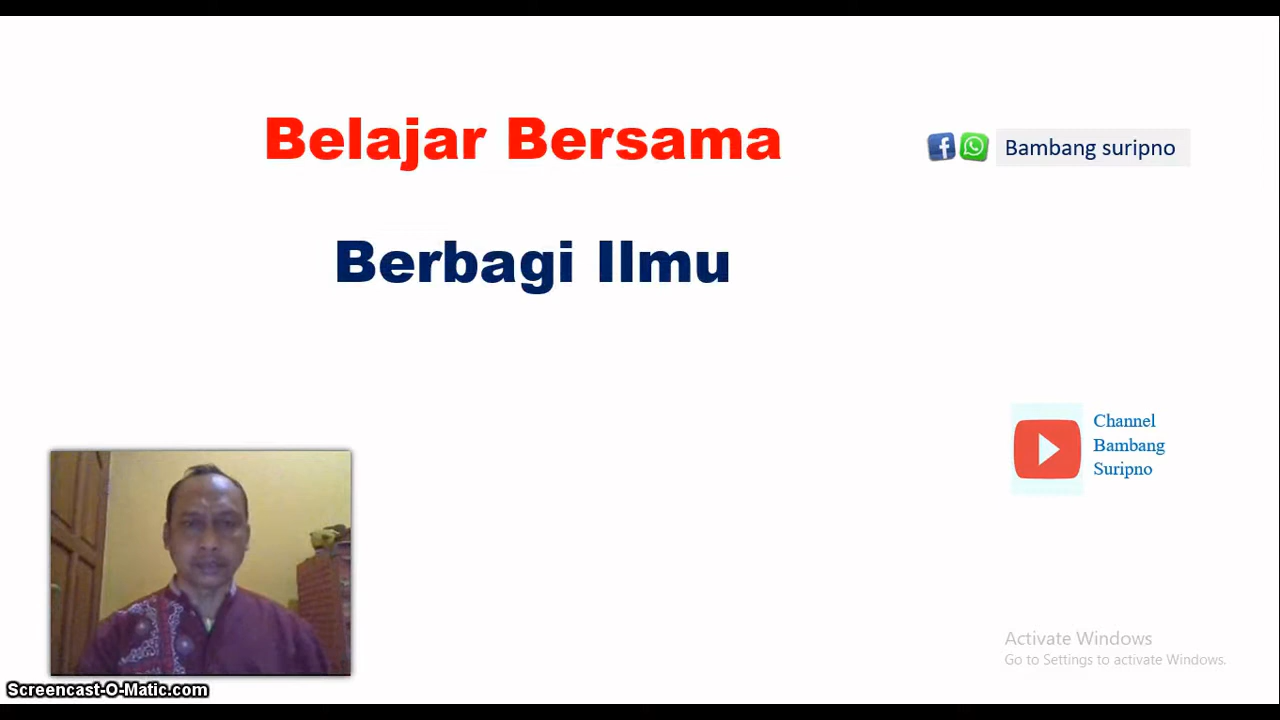 Belajar Bersama
Bambang suripno
Berbagi Ilmu
Channel
Bambang
Suripno
Activate Windows
Go to Settings to activate Windows.
Screencast-O-Matic.com